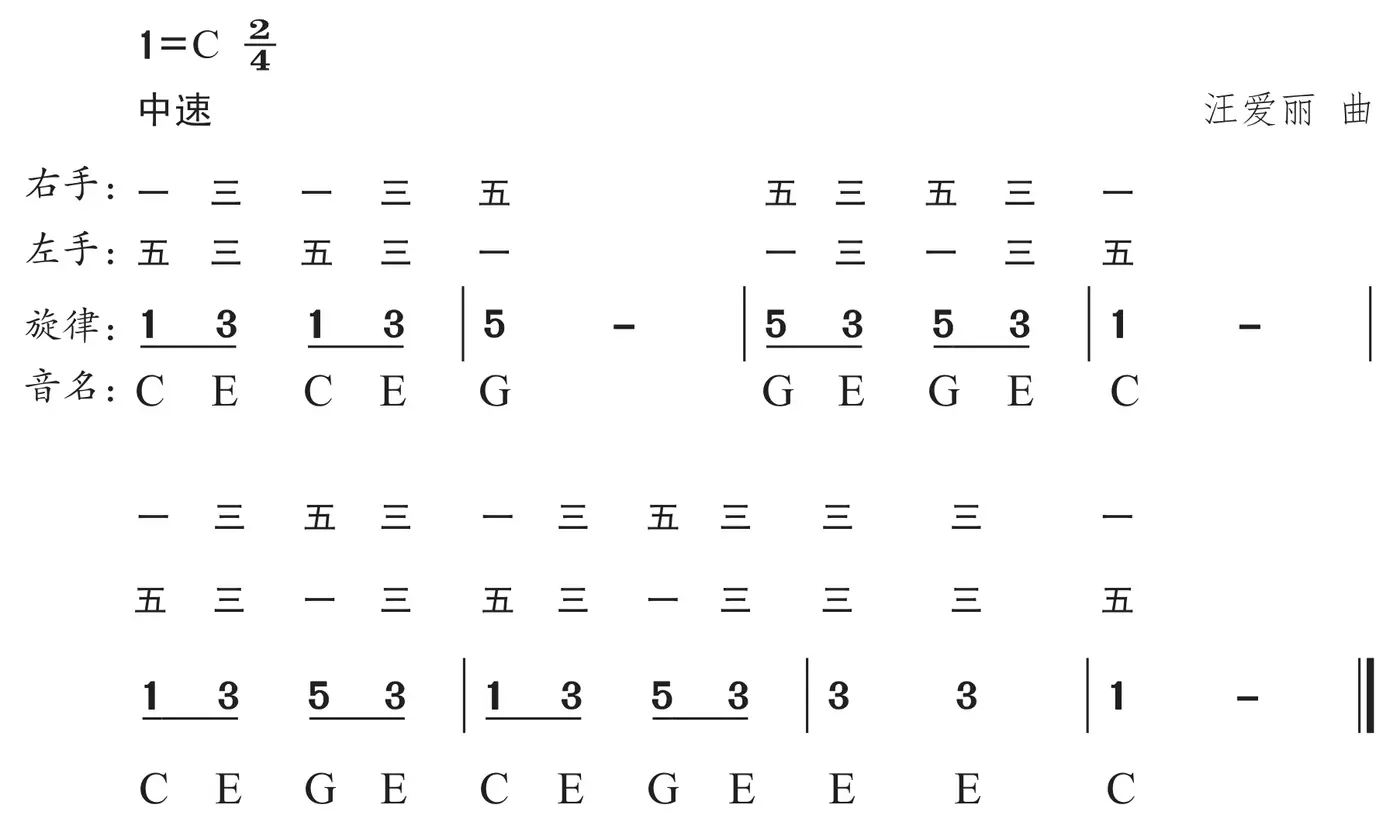 1=C 2/4
中速
汪爱丽 曲
右手: 一 三 一 三 五 五 三 五 三 一
左手: 五 三 五 三 一 一 三 一 三 五
旋律: 1 3 1 3 | 5 - | 5 3 5 3 | 1 - |
音名: C E C E G G E G E C
一 三 五 三 一 三 五 三 三 三 一
五 三 一 三 五 三 一 三 三 三 五
1 3 5 3 | 1 3 5 3 | 3 3 | 1 - ‖
C E G E C E G E E E C